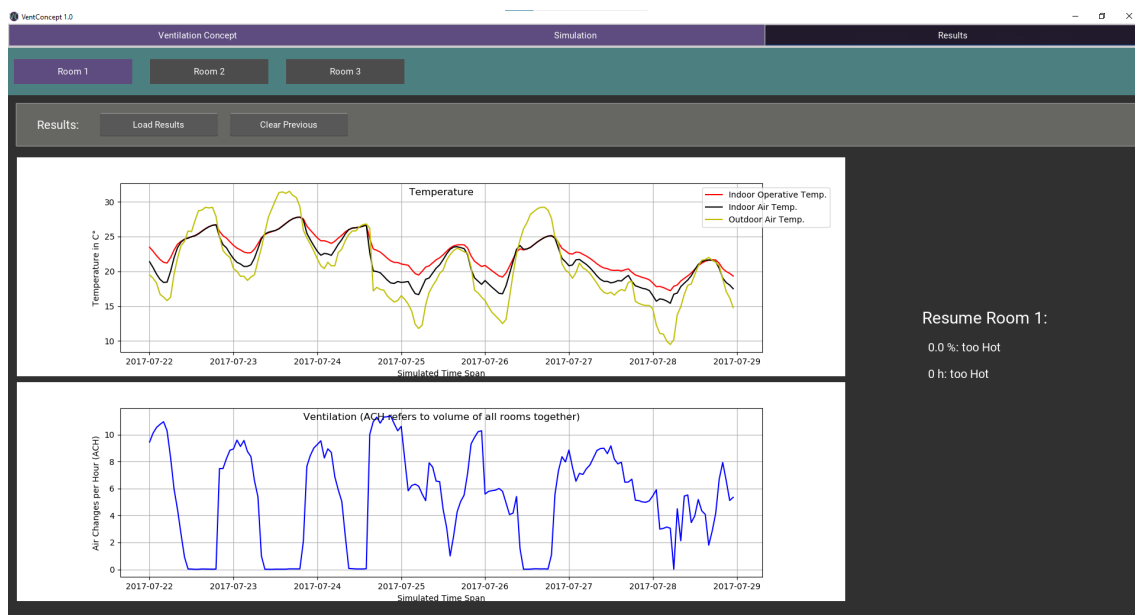 VentConcept 1.0
Ventilation Concept
Simulation
Results
Room 1
Room 2
Room 3
Results:
Load Results
Clear Previous
Temperature
Indoor Operative Temp.
Indoor Air Temp.
Outdoor Air Temp.
Temperature in C°
30
25
20
15
10
2017-07-22
2017-07-23
2017-07-24
2017-07-25
2017-07-26
2017-07-27
2017-07-28
2017-07-29
Simulated Time Span
Resume Room 1:
0.0 %: too Hot
0 h: too Hot
Ventilation (ACH refers to volume of all rooms together)
Air Changes per Hour (ACH)
10
8
6
4
2
0
2017-07-22
2017-07-23
2017-07-24
2017-07-25
2017-07-26
2017-07-27
2017-07-28
2017-07-29
Simulated Time Span